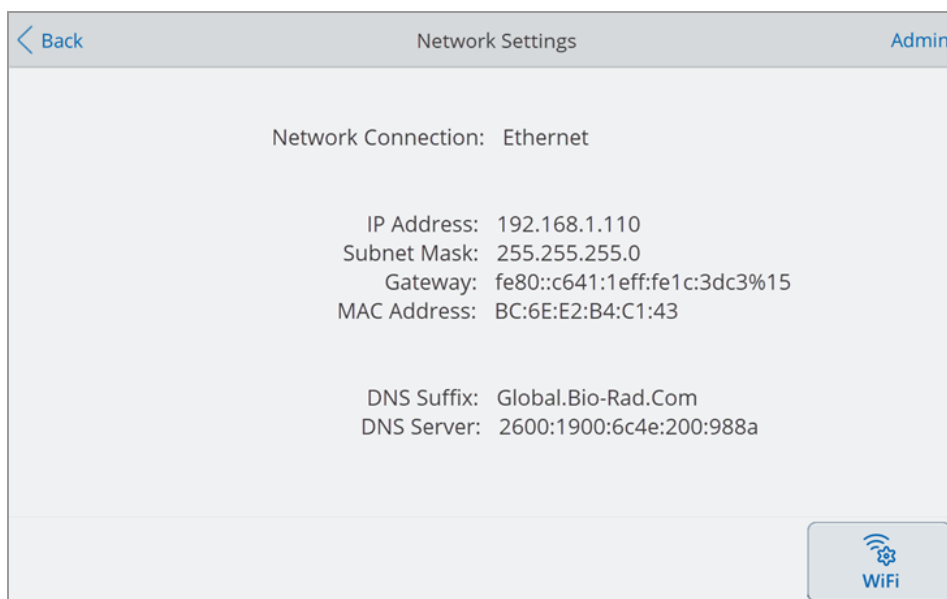 Back Network Settings Admin
Network Connection: Ethernet
IP Address: 192.168.1.110
Subnet Mask: 255.255.255.0
Gateway: fe80::c641:1eff:fe1c:3dc3%15
MAC Address: BC:6E:E2:B4:C1:43
DNS Suffix: Global.Bio-Rad.Com
DNS Server: 2600:1900:6c4e:200:988a
WiFi